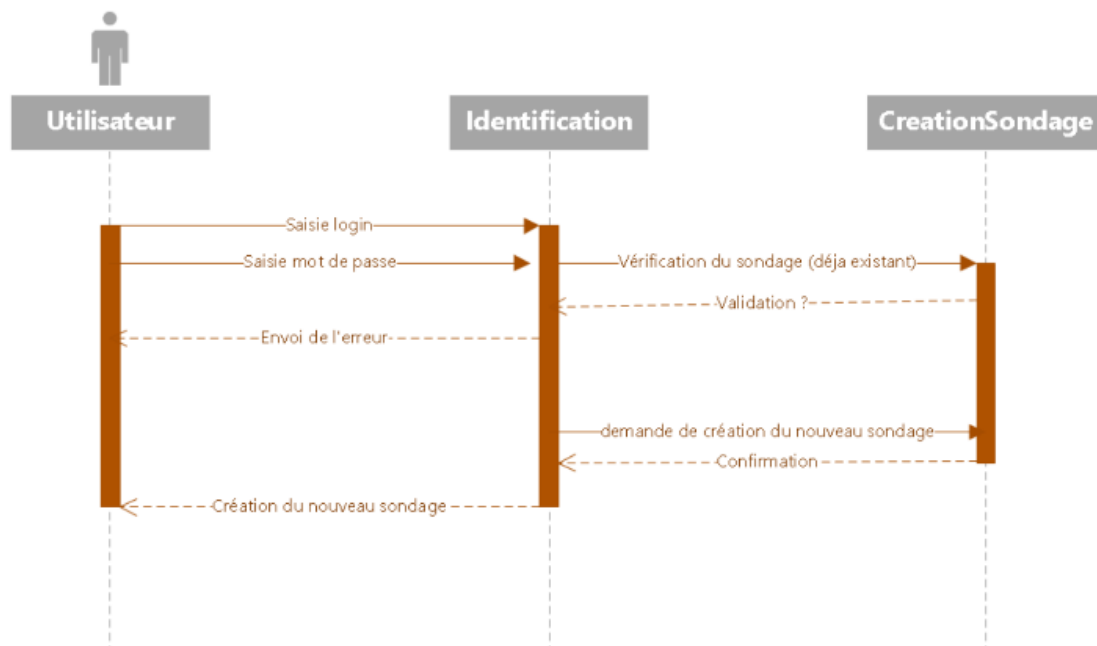 Utilisateur
Identification
CreationSondage
Saisie login
Saisie mot de passe
Vérification du sondage (déja existant)
Validation ?
Envoi de l'erreur
demande de création du nouveau sondage
Confirmation
Création du nouveau sondage